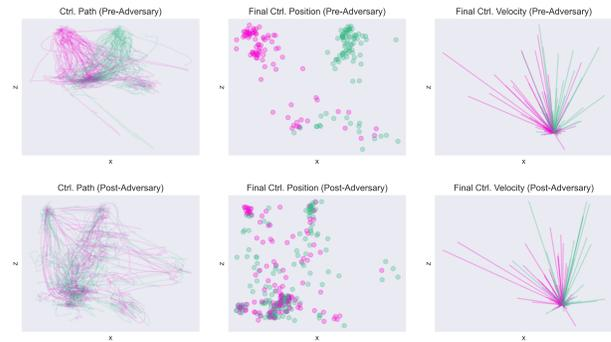 Ctrl. Path (Pre-Adversary)
Final Ctrl. Position (Pre-Adversary)
Final Ctrl. Velocity (Pre-Adversary)
z
z
z
x
x
x
Ctrl. Path (Post-Adversary)
Final Ctrl. Position (Post-Adversary)
Final Ctrl. Velocity (Post-Adversary)
z
z
z
x
x
x